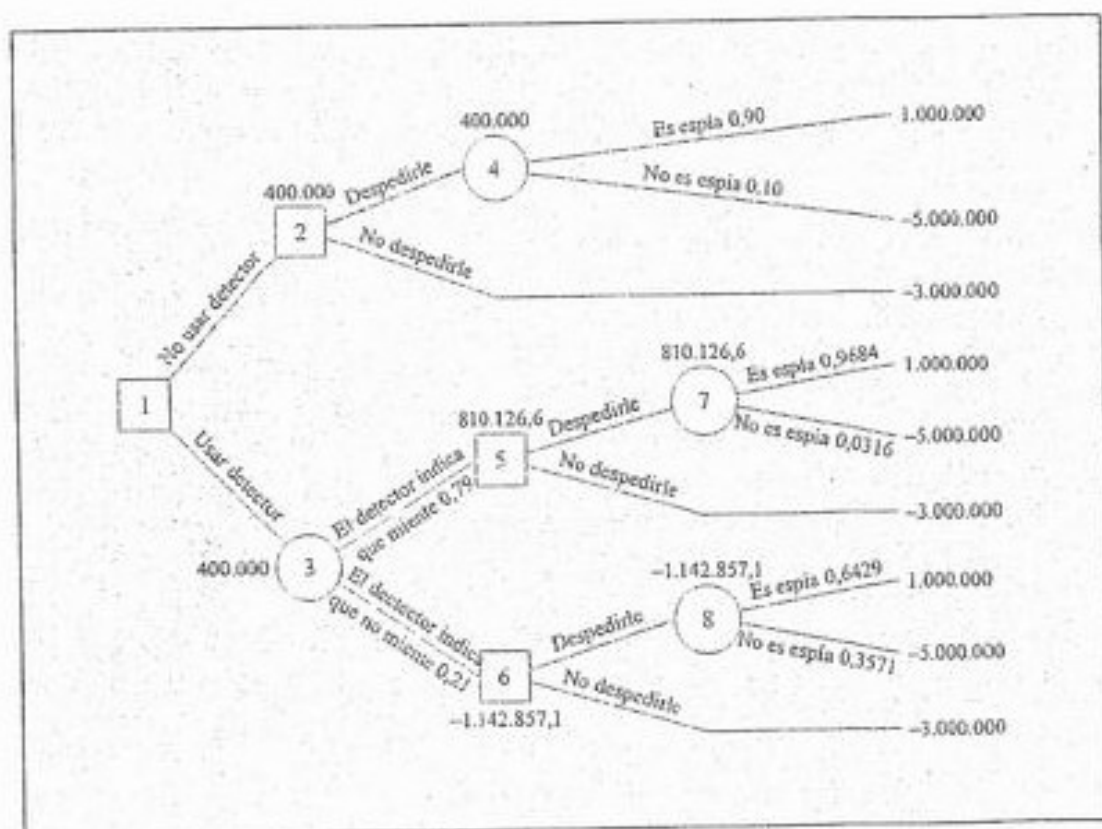 400.000
4
Es espía 0,90
1.000.000
No es espía 0,10
–5.000.000
400.000
Despedirle
2
No despedirle
–3.000.000
No usar detector
1
Usar detector
810.126,6
7
Es espía 0,9684
1.000.000
No es espía 0,0316
–5.000.000
810.126,6
Despedirle
5
No despedirle
–3.000.000
El detector indica
que miente 0,79
400.000
3
El dectector indica
que no miente 0,21
–1.142.857,1
8
Es espía 0,6429
1.000.000
No es espía 0,3571
–5.000.000
Despedirle
6
No despedirle
–3.000.000
–1.142.857,1